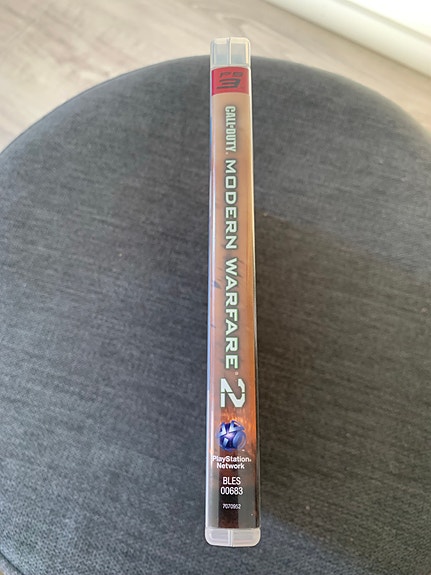 PS3
CALL OF DUTY
MODERN WARFARE® 2
PlayStation®
Network
BLES
00683
7070952